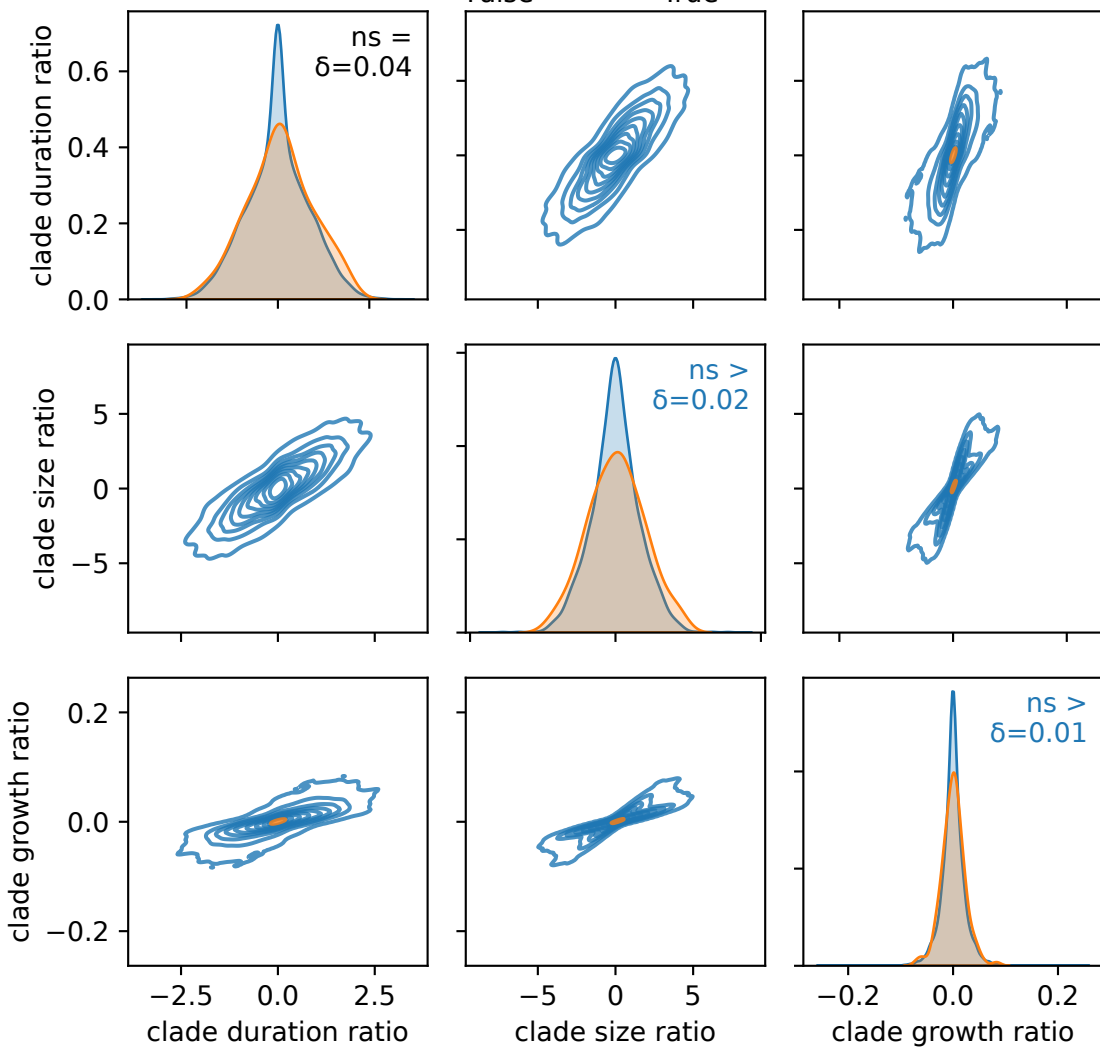 clade duration ratio
0.6
0.4
0.2
0.0
ns =
δ=0.04
clade size ratio
5
0
−5
ns >
δ=0.02
clade growth ratio
0.2
0.0
−0.2
ns >
δ=0.01
−2.5 0.0 2.5
−5 0 5
−0.2 0.0 0.2
clade duration ratio
clade size ratio
clade growth ratio